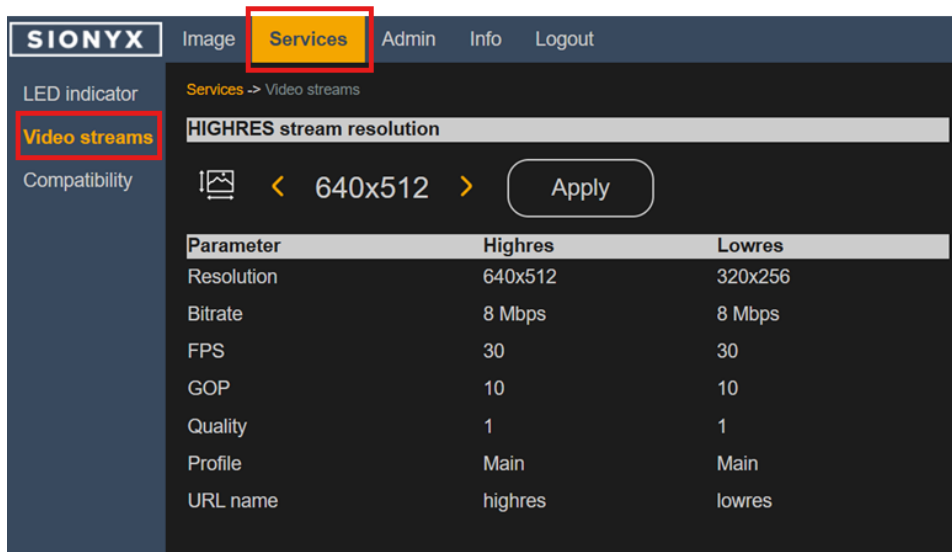 SIONYX Image Services Admin Info Logout
LED indicator
Video streams
Compatibility
Services -> Video streams
HIGHRES stream resolution
640x512 Apply
Parameter Highres Lowres
Resolution 640x512 320x256
Bitrate 8 Mbps 8 Mbps
FPS 30 30
GOP 10 10
Quality 1 1
Profile Main Main
URL name highres lowres